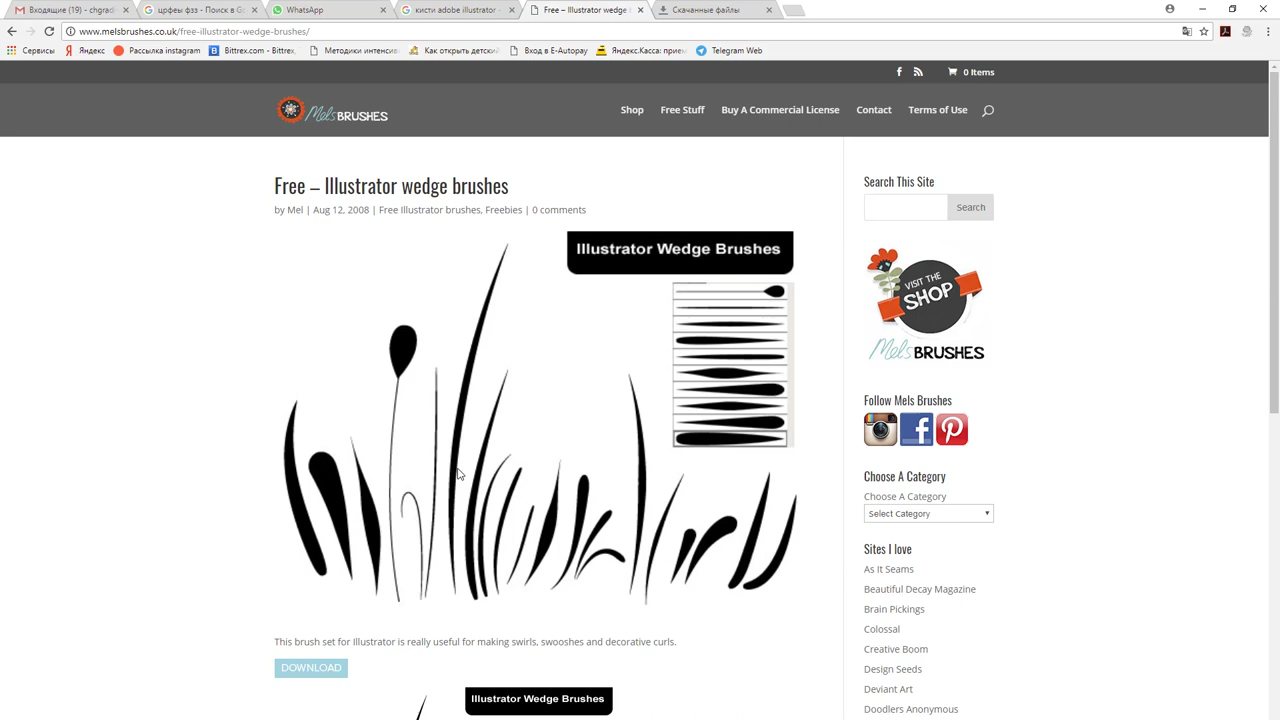 Входящие (2) - chgrad
црфеы фаз - Поиск в G
WhatsApp
кисти adobe illustrator -
Free – Illustrator wedge
Скачанные файлы
www.melsbrushes.co.uk/free-illustrator-wedge-brushes/
Сервисы Яндекс Рассылка instagram Bittrex.com - Bittrex, Методики интенсив Как открыть детский Вход в E-Autopay Яндекс.Касса: прием Telegram Web
0 Items
Mels BRUSHES
Shop Free Stuff Buy A Commercial License Contact Terms of Use
Free – Illustrator wedge brushes
by Mel | Aug 12, 2008 | Free Illustrator brushes, Freebies | 0 comments
Illustrator Wedge Brushes
This brush set for Illustrator is really useful for making swirls, swooshes and decorative curls.
DOWNLOAD
Illustrator Wedge Brushes
Search This Site
Search
VISIT THE
SHOP
Mels BRUSHES
Follow Mels Brushes
Choose A Category
Choose A Category
Select Category
Sites I love
As It Seams
Beautiful Decay Magazine
Brain Pickings
Colossal
Creative Boom
Design Seeds
Deviant Art
Doodlers Anonymous